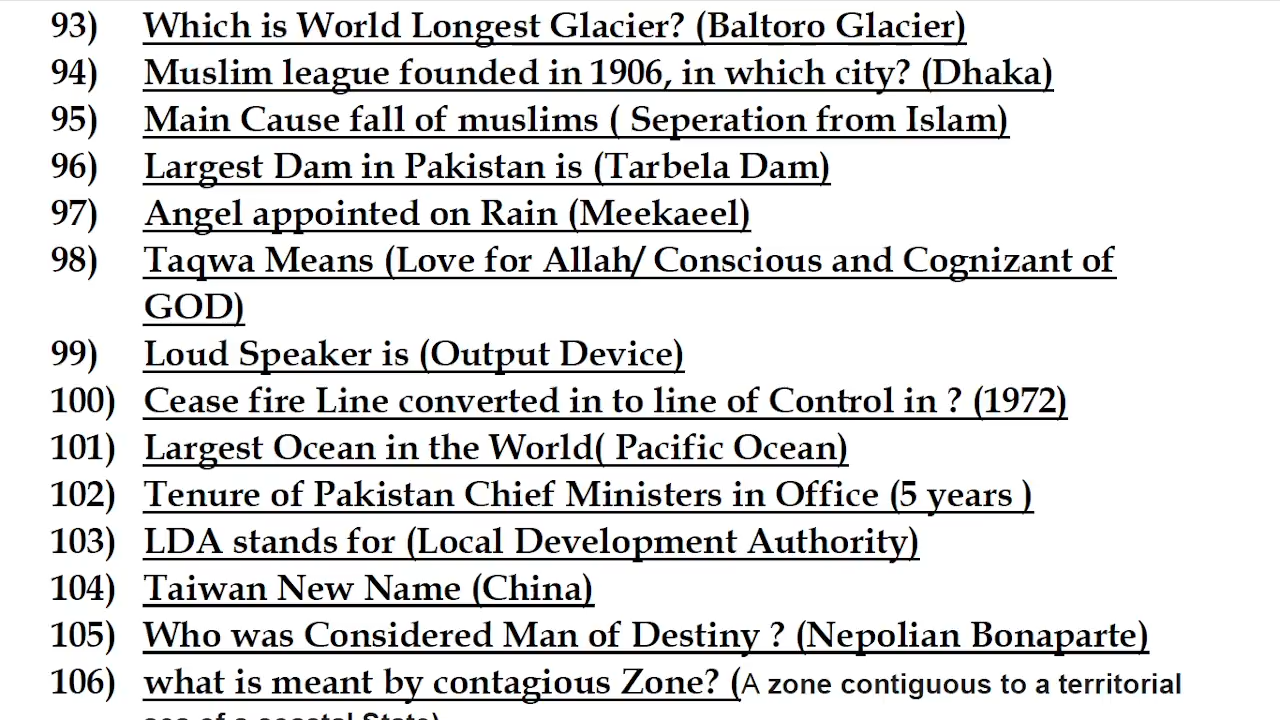 93) Which is World Longest Glacier? (Baltoro Glacier)
94) Muslim league founded in 1906, in which city? (Dhaka)
95) Main Cause fall of muslims ( Seperation from Islam)
96) Largest Dam in Pakistan is (Tarbela Dam)
97) Angel appointed on Rain (Meekaeel)
98) Taqwa Means (Love for Allah/ Conscious and Cognizant of
GOD)
99) Loud Speaker is (Output Device)
100) Cease fire Line converted in to line of Control in ? (1972)
101) Largest Ocean in the World( Pacific Ocean)
102) Tenure of Pakistan Chief Ministers in Office (5 years )
103) LDA stands for (Local Development Authority)
104) Taiwan New Name (China)
105) Who was Considered Man of Destiny ? (Nepolian Bonaparte)
106) what is meant by contagious Zone? (A zone contiguous to a territorial
sea of a coastal State)